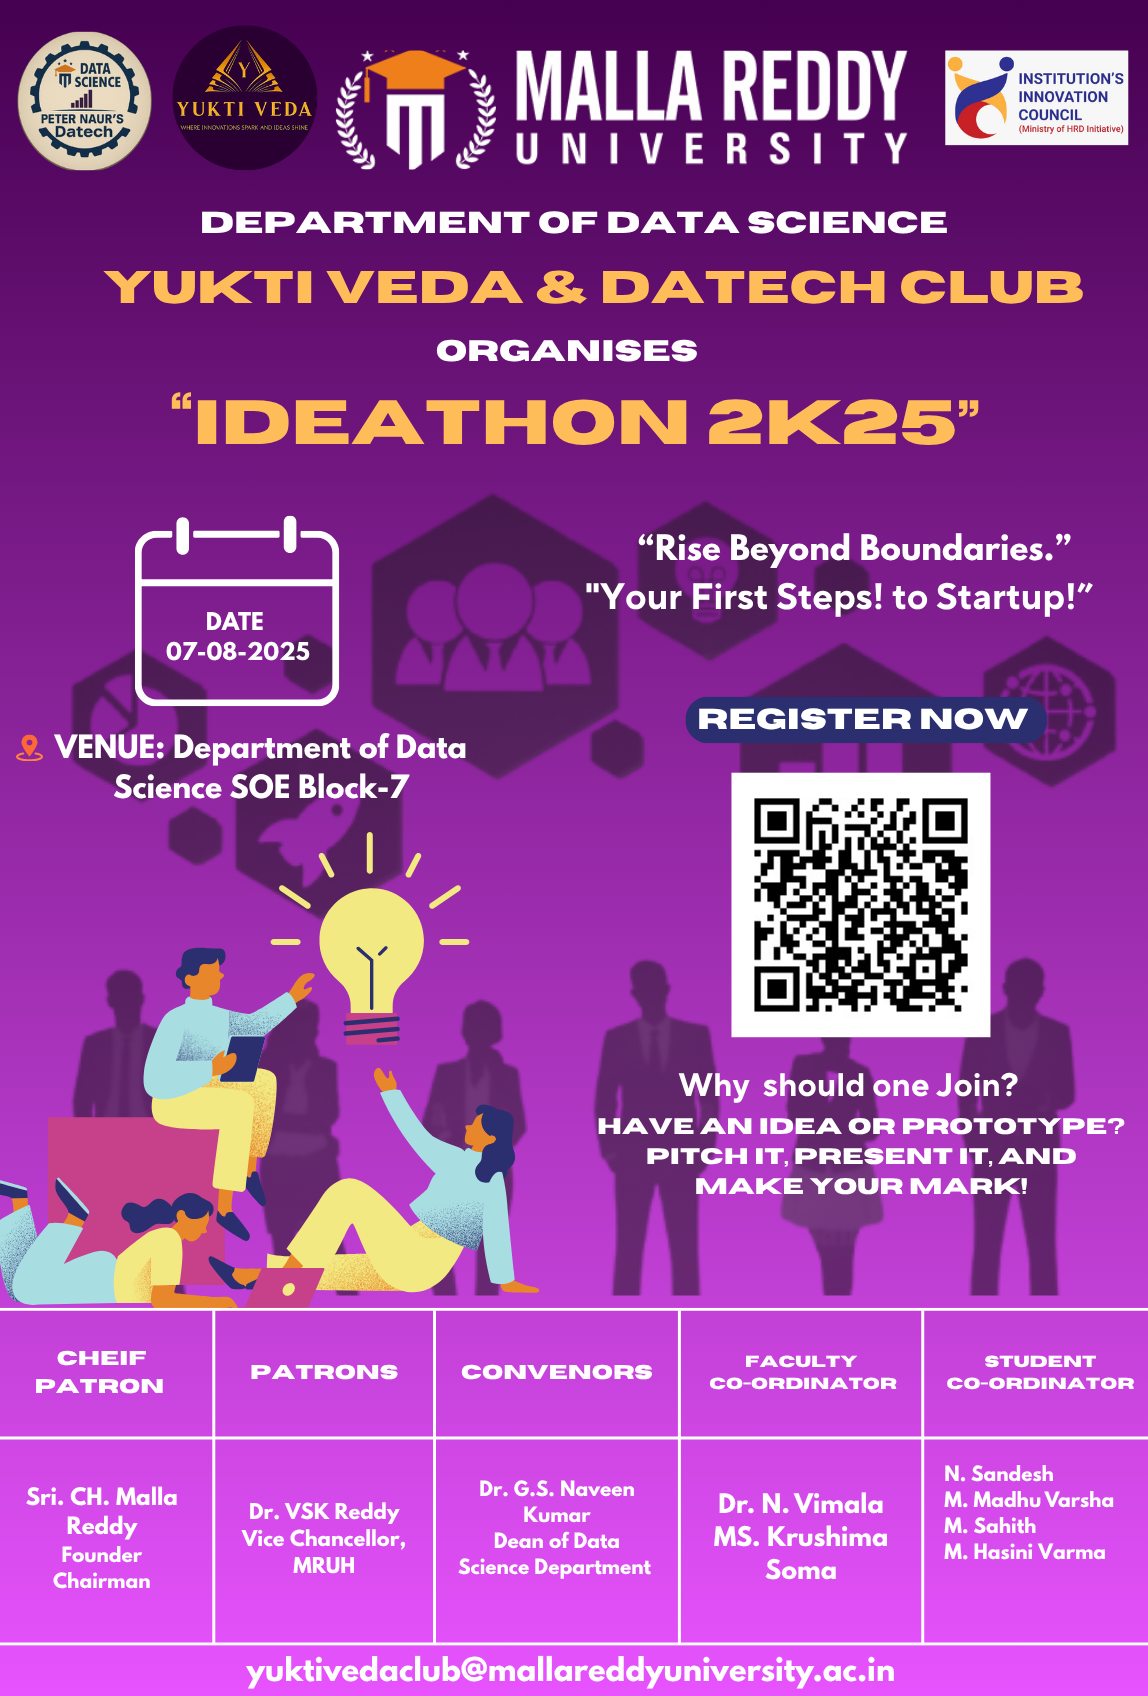 DATA
SCIENCE
PETER NAUR'S
Datech
Y
YUKTI VEDA
WHERE INNOVATIONS SPARK AND IDEAS SHINE
MALLA REDDY
UNIVERSITY
INSTITUTION'S
INNOVATION
COUNCIL
(Ministry of HRD Initiative)
DEPARTMENT OF DATA SCIENCE
YUKTI VEDA & DATECH CLUB
ORGANISES
“IDEATHON 2K25”
DATE
07-08-2025
“Rise Beyond Boundaries.”
"Your First Steps! to Startup!”
VENUE: Department of Data
Science SOE Block-7
REGISTER NOW
Why should one Join?
HAVE AN IDEA OR PROTOTYPE?
PITCH IT, PRESENT IT, AND
MAKE YOUR MARK!
CHEIF
PATRON
PATRONS
CONVENORS
FACULTY
CO-ORDINATOR
STUDENT
CO-ORDINATOR
Sri. CH. Malla
Reddy
Founder
Chairman
Dr. VSK Reddy
Vice Chancellor,
MRUH
Dr. G.S. Naveen
Kumar
Dean of Data
Science Department
Dr. N. Vimala
MS. Krushima
Soma
N. Sandesh
M. Madhu Varsha
M. Sahith
M. Hasini Varma
yuktivedaclub@mallareddyuniversity.ac.in